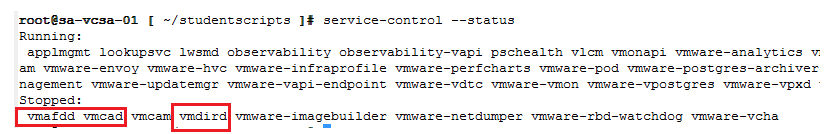 root@sa-vcsa-01 [ ~/studentscripts ]# service-control --status
Running:
applmgmt lookupsvc lwsmd observability observability-vapi pschealth vlcm vmonapi vmware-analytics
am vmware-envoy vmware-hvc vmware-infraprofile vmware-perfcharts vmware-pod vmware-postgres-archiver
nagement vmware-updatemgr vmware-vapi-endpoint vmware-vdtc vmware-vmon vmware-vpostgres vmware-vpxd
Stopped:
vmafdd vmcad vmcam vmdird vmware-imagebuilder vmware-netdumper vmware-rbd-watchdog vmware-vcha